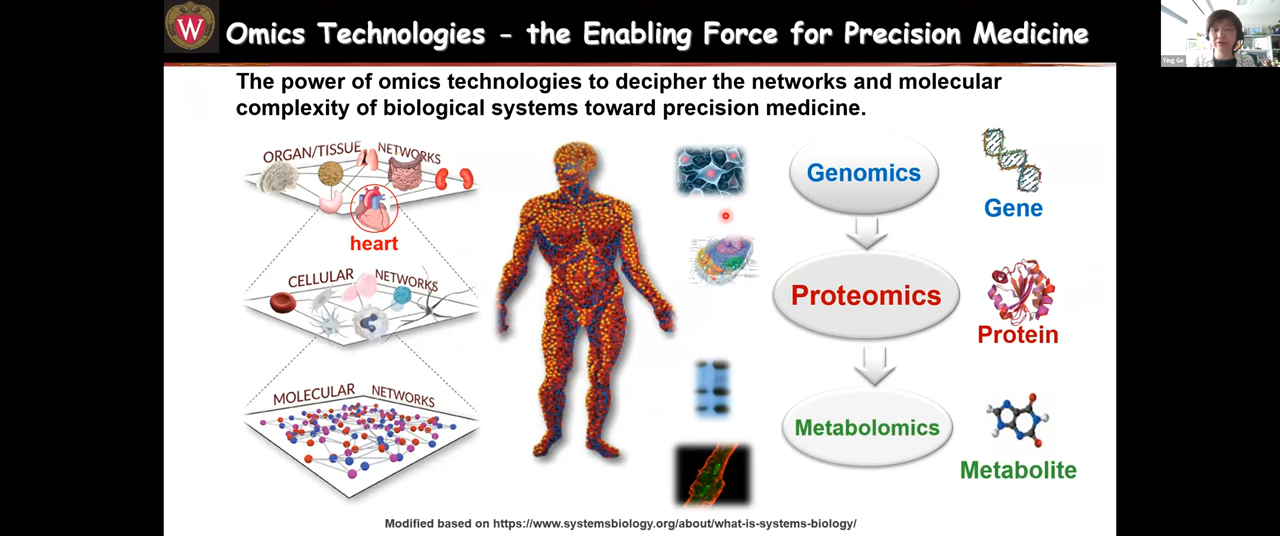 W
Omics Technologies - the Enabling Force for Precision Medicine
Ying Ge
The power of omics technologies to decipher the networks and molecular
complexity of biological systems toward precision medicine.
ORGAN/TISSUE NETWORKS
heart
CELLULAR NETWORKS
MOLECULAR NETWORKS
Genomics
Gene
Proteomics
Protein
Metabolomics
Metabolite
Modified based on https://www.systemsbiology.org/about/what-is-systems-biology/